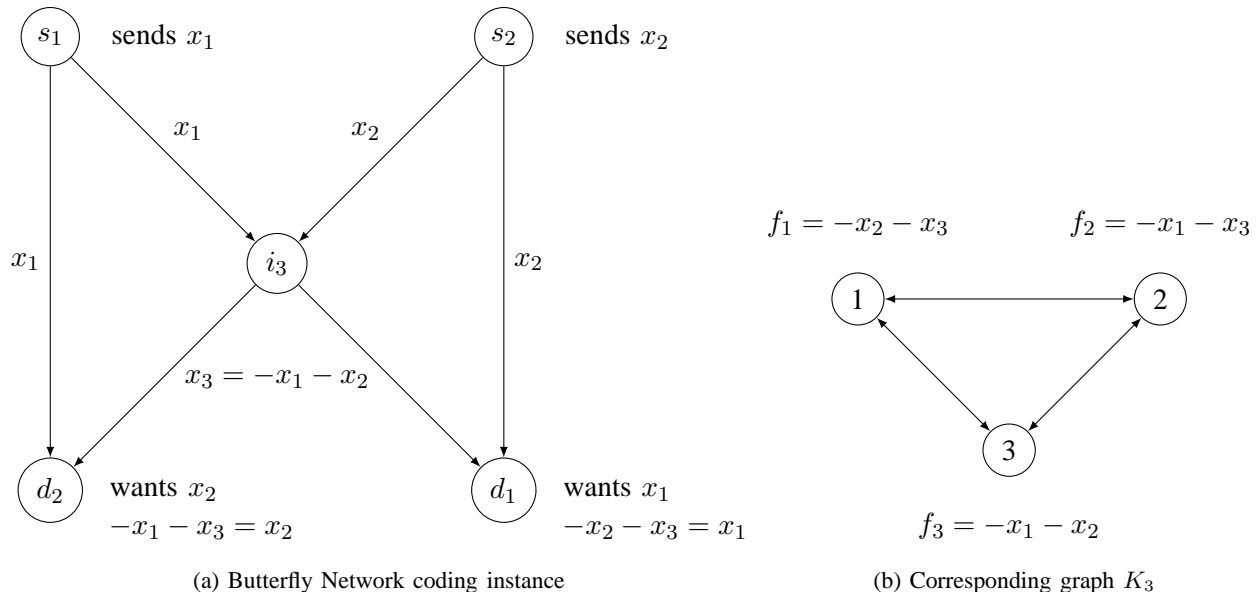 s₁ sends x₁
s₂ sends x₂
x₁
x₂
x₁
i₃
x₂
x₃ = −x₁ − x₂
d₂ wants x₂
−x₁ − x₃ = x₂
d₁ wants x₁
−x₂ − x₃ = x₁
(a) Butterfly Network coding instance
f₁ = −x₂ − x₃
f₂ = −x₁ − x₃
1
2
3
f₃ = −x₁ − x₂
(b) Corresponding graph K₃